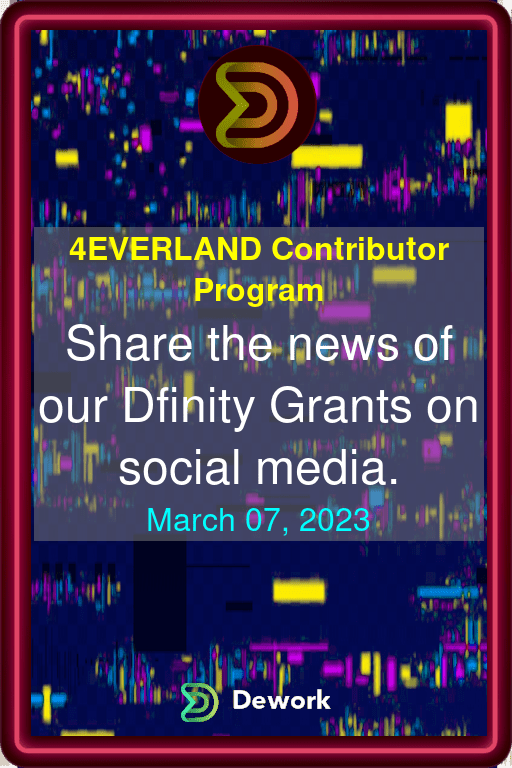 4EVERLAND Contributor
Program
Share the news of
our Dfinity Grants on
social media.
March 07, 2023
Dework